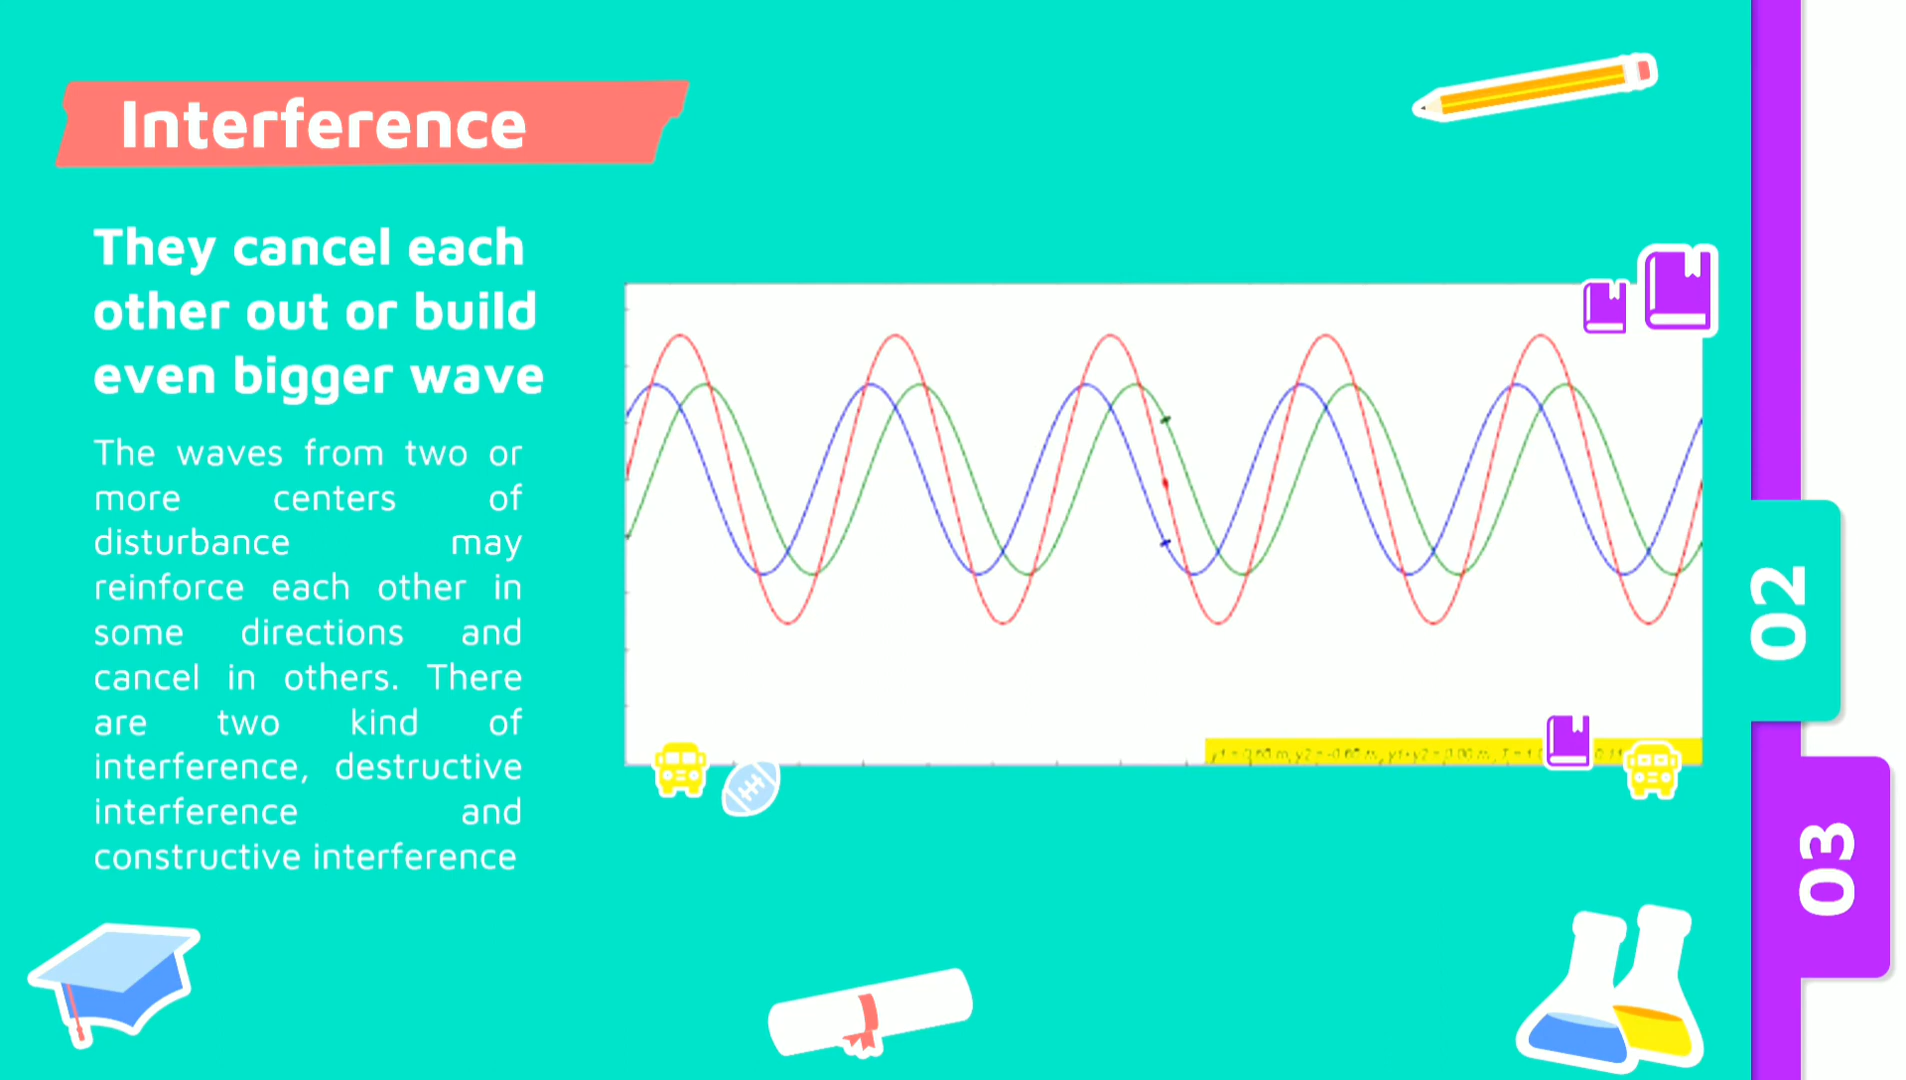 Interference
They cancel each
other out or build
even bigger wave
The waves from two or
more centers of
disturbance may
reinforce each other in
some directions and
cancel in others. There
are two kind of
interference, destructive
interference and
constructive interference
02
03